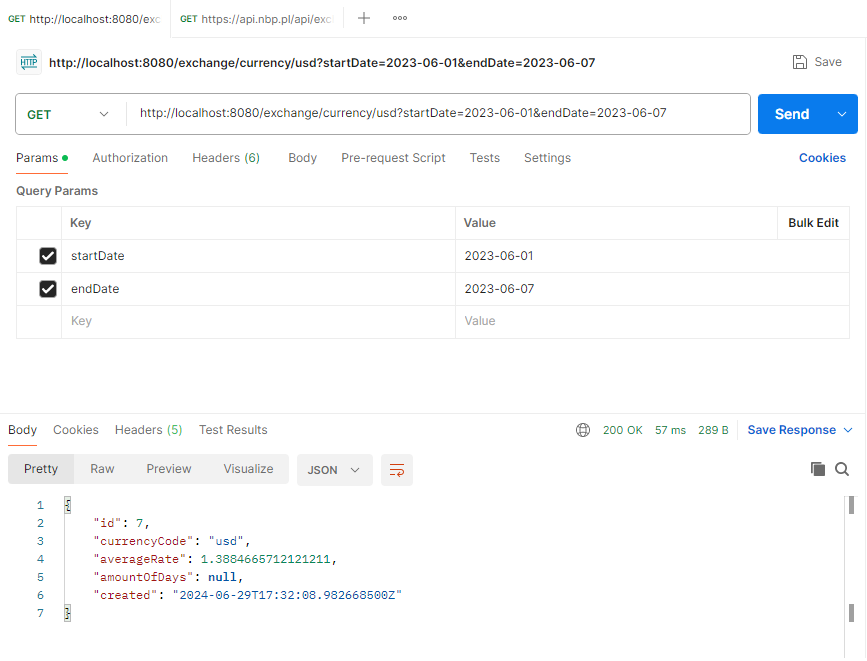 GET http://localhost:8080/exc GET https://api.nbp.pl/api/exc
HTTP http://localhost:8080/exchange/currency/usd?startDate=2023-06-01&endDate=2023-06-07 Save
GET http://localhost:8080/exchange/currency/usd?startDate=2023-06-01&endDate=2023-06-07 Send
Params Authorization Headers (6) Body Pre-request Script Tests Settings Cookies
Query Params
Key Value Bulk Edit
startDate 2023-06-01
endDate 2023-06-07
Key Value
Body Cookies Headers (5) Test Results 200 OK 57 ms 289 B Save Response
Pretty Raw Preview Visualize JSON
1 {
2 "id": 7,
3 "currencyCode": "usd",
4 "averageRate": 1.3884665712121211,
5 "amountOfDays": null,
6 "created": "2024-06-29T17:32:08.982668500Z"
7 }